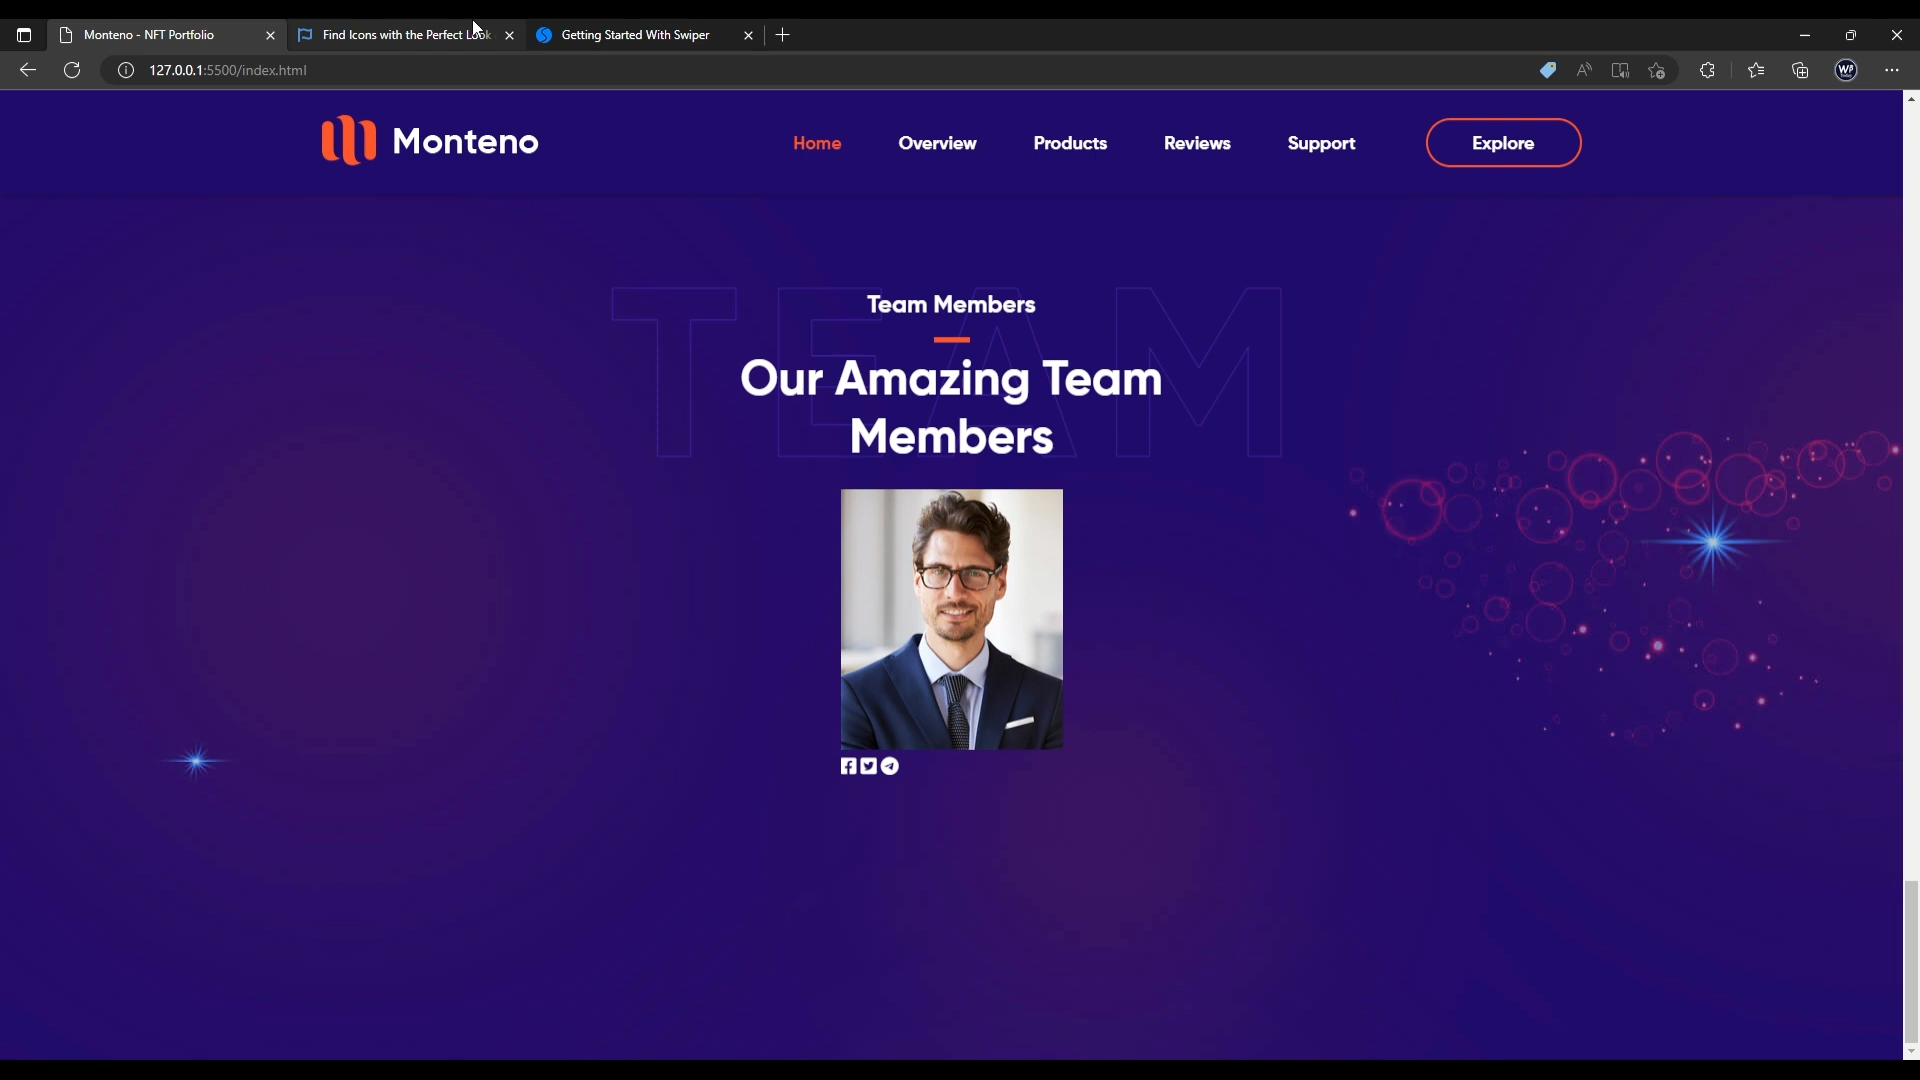 Monteno - NFT Portfolio
Find Icons with the Perfect Look
Getting Started With Swiper
127.0.0.1:5500/index.html
WP
Monteno
Home
Overview
Products
Reviews
Support
Explore
TEAM
Team Members
Our Amazing Team
Members